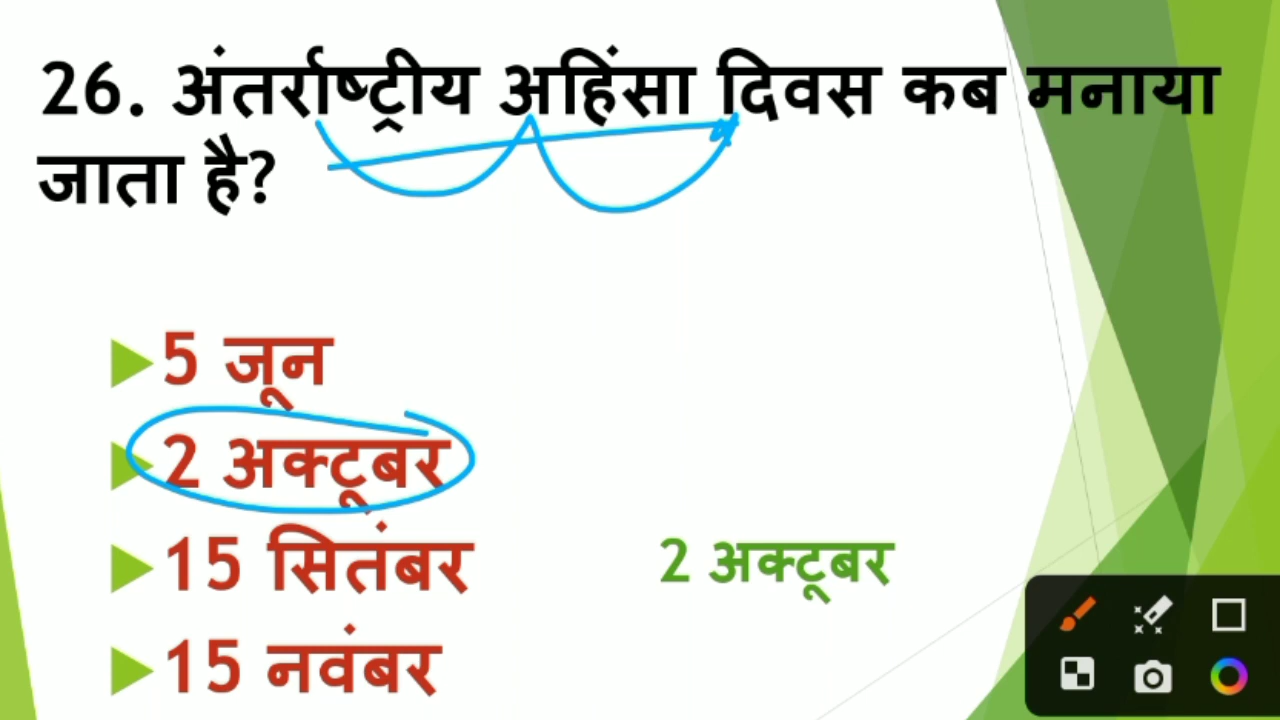 26. अंतर्राष्ट्रीय अहिंसा दिवस कब मनाया
जाता है?
5 जून
2 अक्टूबर
15 सितंबर
2 अक्टूबर
15 नवंबर